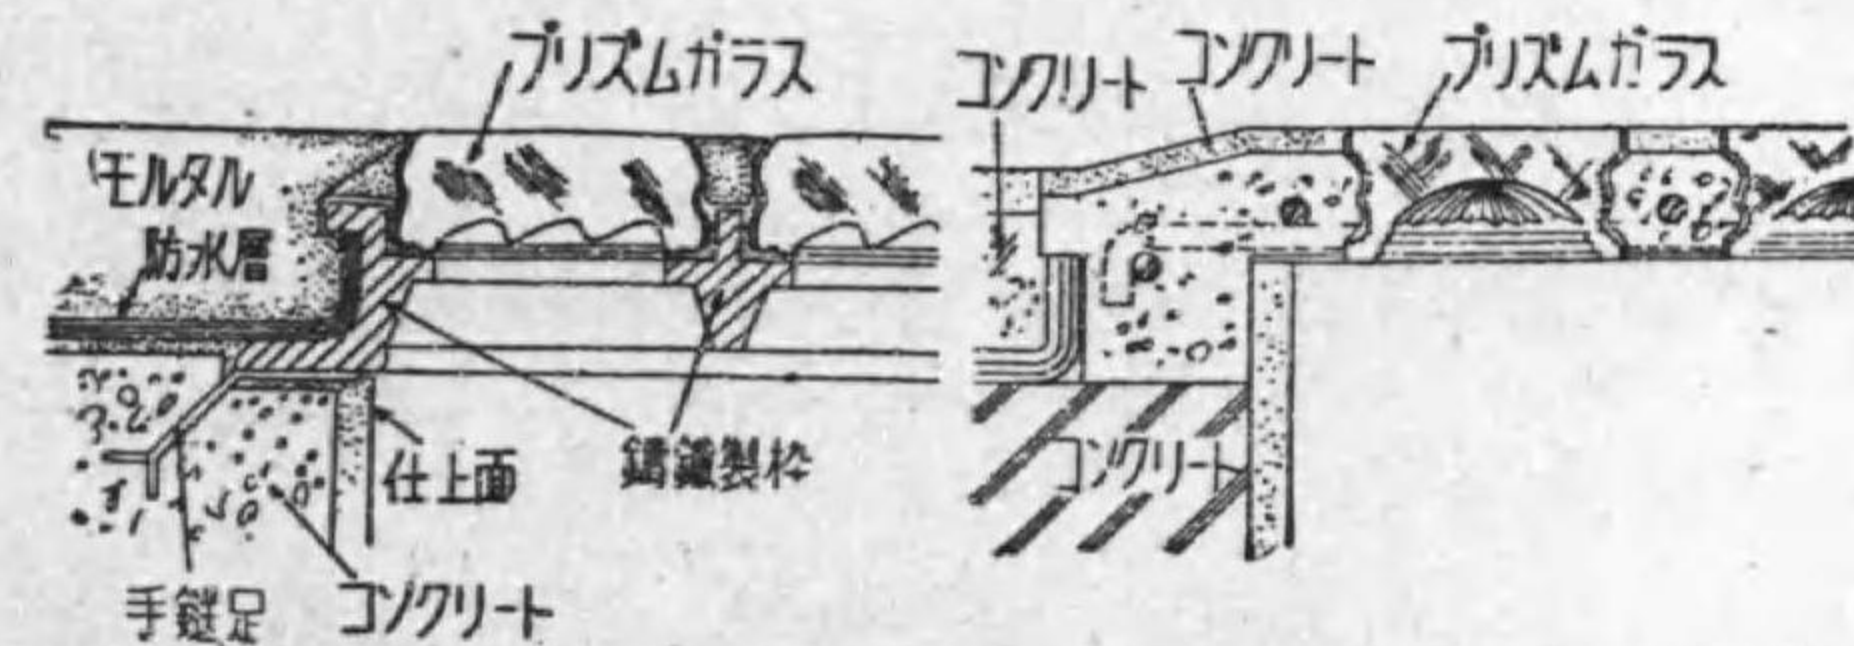 プリズムガラス
モルタル
防水層
仕上面
鑄鐵製枠
手鎹足
コンクリート
コンクリート
コンクリート
プリズムガラス
コンクリート